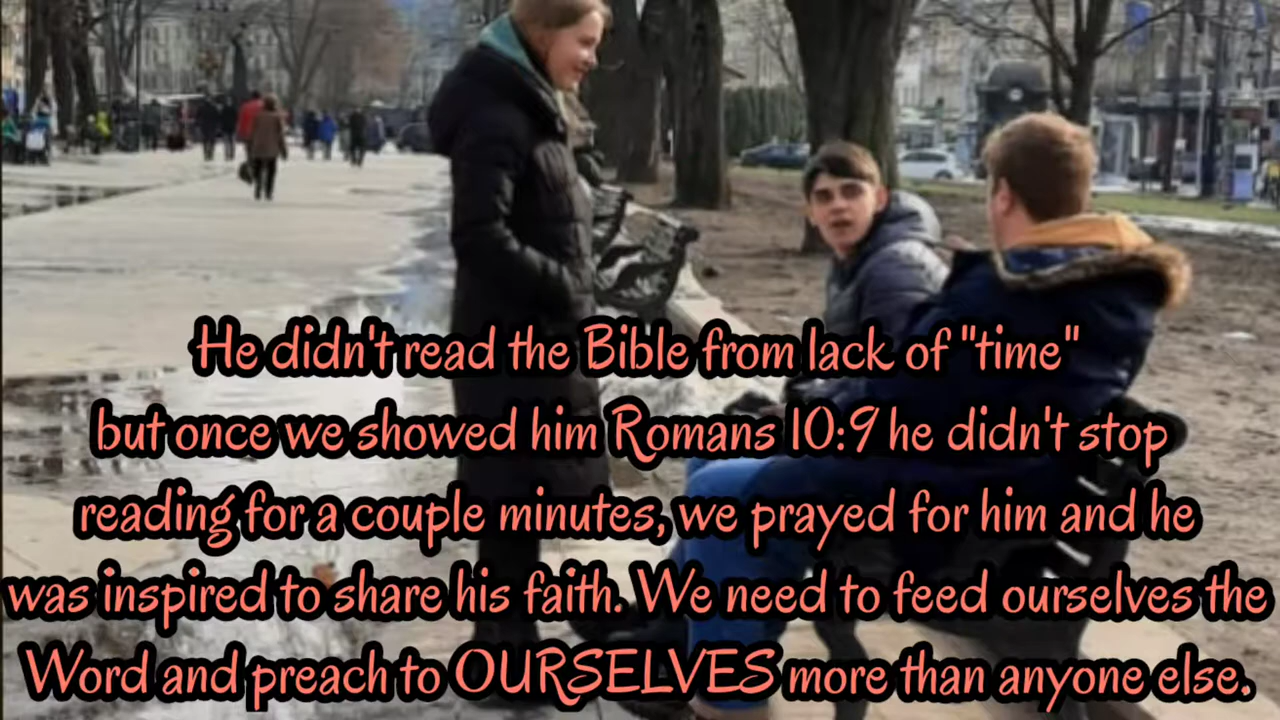 He didn't read the Bible from lack of "time"
but once we showed him Romans 10:9 he didn't stop
reading for a couple minutes, we prayed for him and he
was inspired to share his faith. We need to feed ourselves the
Word and preach to OURSELVES more than anyone else.